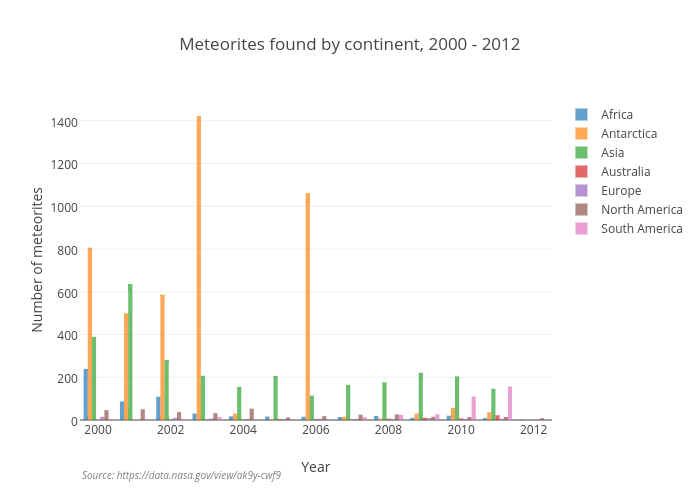 Meteorites found by continent, 2000 - 2012
Africa
Antarctica
Asia
Australia
Europe
North America
South America
Number of meteorites
1400
1200
1000
800
600
400
200
0
2000 2002 2004 2006 2008 2010 2012
Year
Source: https://data.nasa.gov/view/ak9y-cwf9